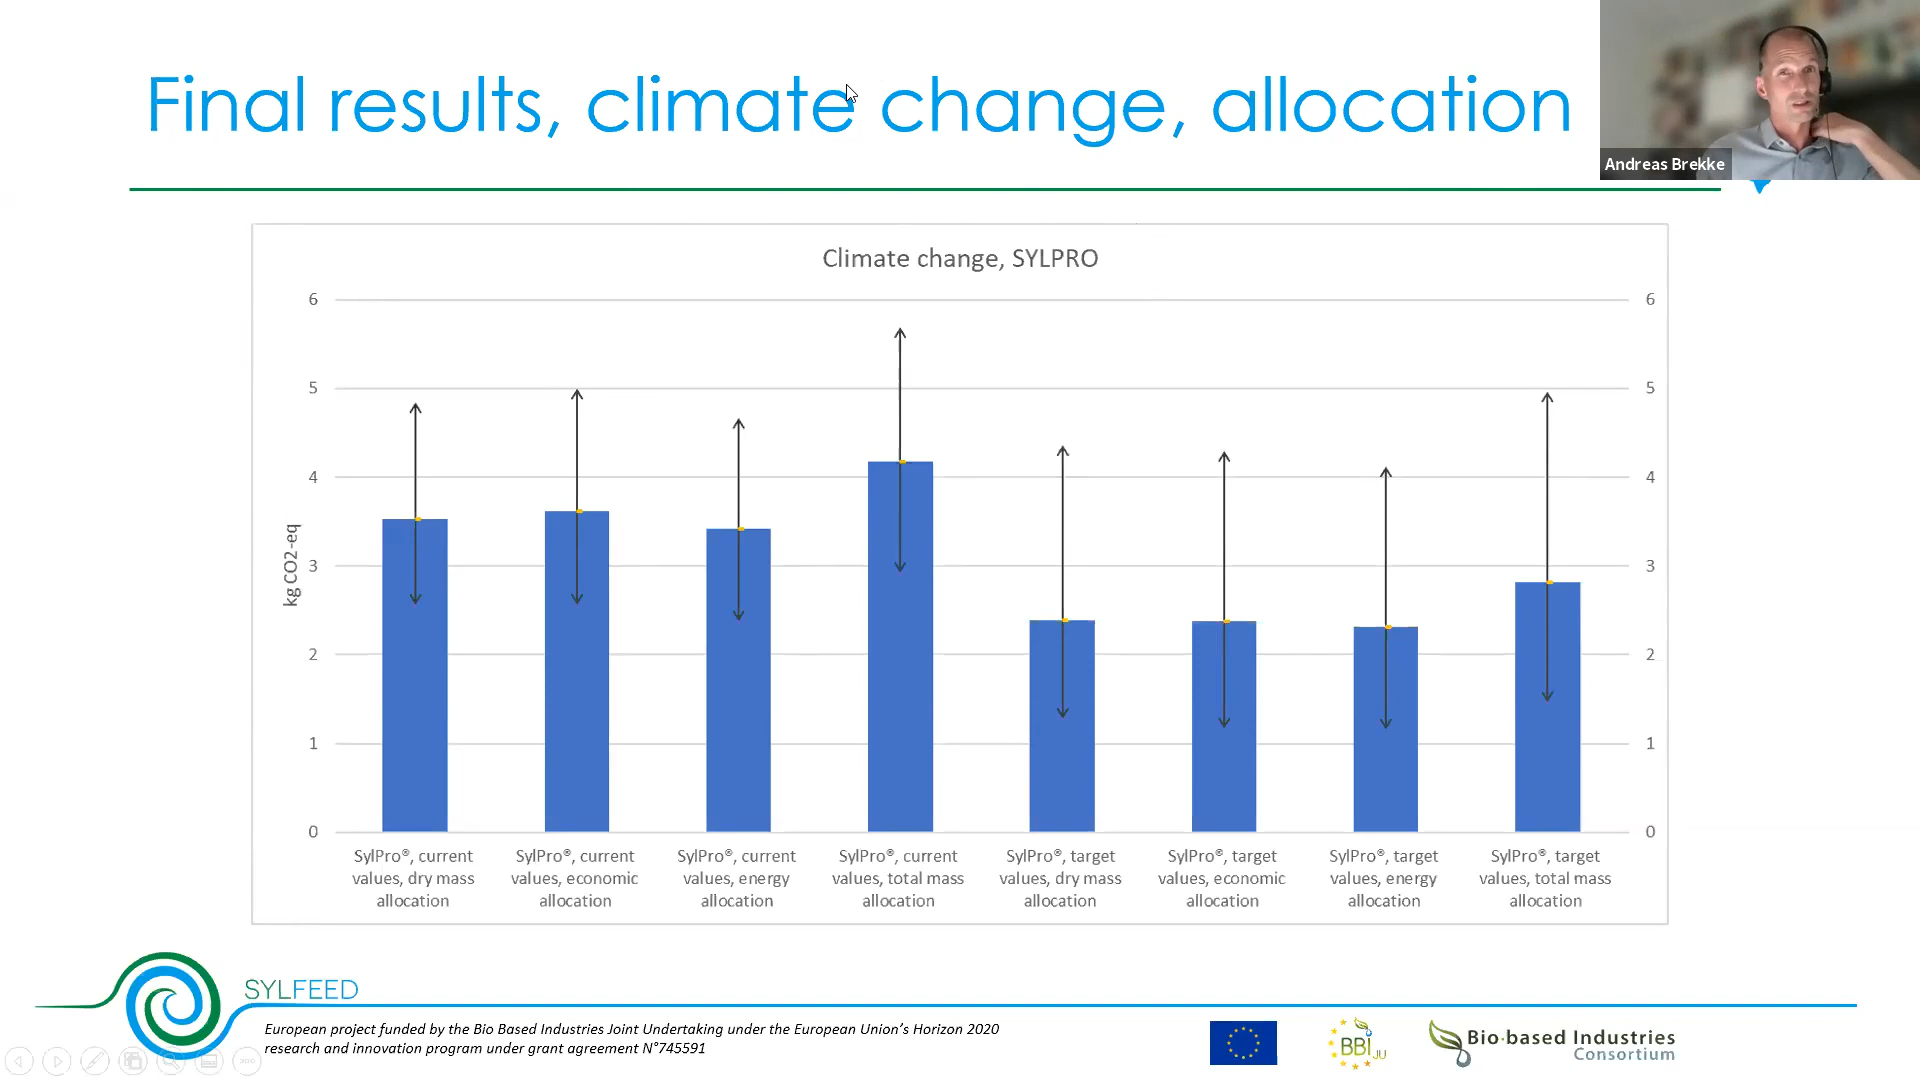 Final results, climate change, allocation
Andreas Brekke
Climate change, SYLPRO
6
6
5
5
4
4
3
3
2
2
1
1
0
0
kg CO2-eq
SylPro®, current
values, dry mass
allocation
SylPro®, current
values, economic
allocation
SylPro®, current
values, energy
allocation
SylPro®, current
values, total mass
allocation
SylPro®, target
values, dry mass
allocation
SylPro®, target
values, economic
allocation
SylPro®, target
values, energy
allocation
SylPro®, target
values, total mass
allocation
SYLFEED
European project funded by the Bio Based Industries Joint Undertaking under the European Union’s Horizon 2020
research and innovation program under grant agreement N°745591
BBI JU
Bio-based Industries
Consortium